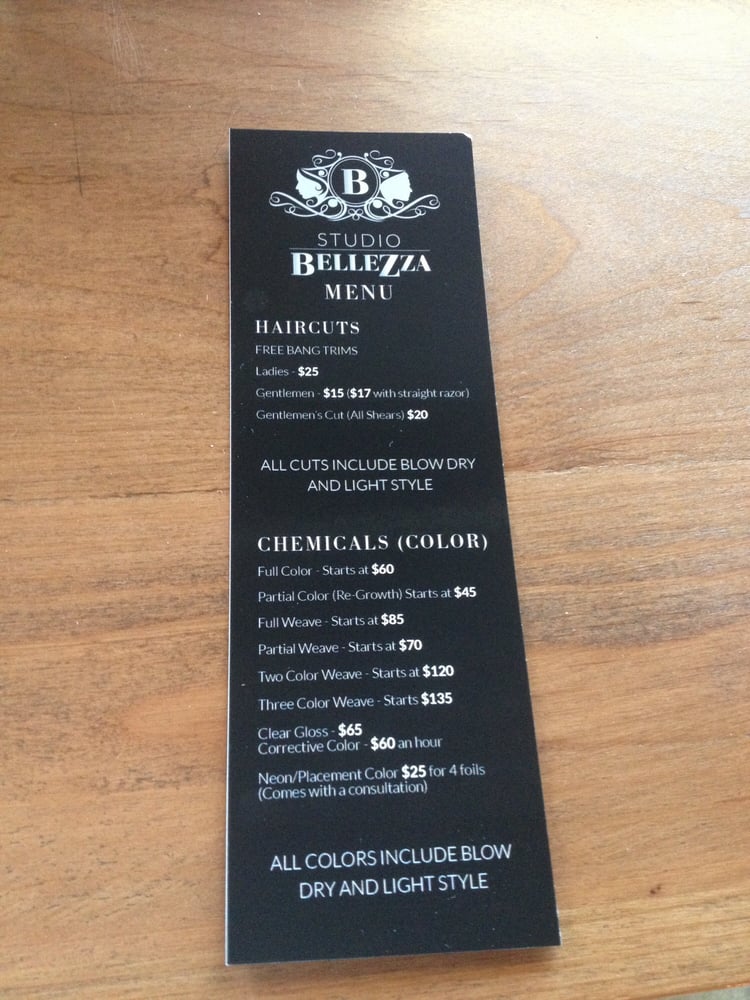 B
STUDIO
BELLEZZA
MENU
HAIRCUTS
FREE BANG TRIMS
Ladies - $25
Gentlemen - $15 ($17 with straight razor)
Gentlemen's Cut (All Shears) $20
ALL CUTS INCLUDE BLOW DRY
AND LIGHT STYLE
CHEMICALS (COLOR)
Full Color - Starts at $60
Partial Color (Re-Growth) Starts at $45
Full Weave - Starts at $85
Partial Weave - Starts at $70
Two Color Weave - Starts at $120
Three Color Weave - Starts $135
Clear Gloss - $65
Corrective Color - $60 an hour
Neon/Placement Color $25 for 4 foils
(Comes with a consultation)
ALL COLORS INCLUDE BLOW
DRY AND LIGHT STYLE